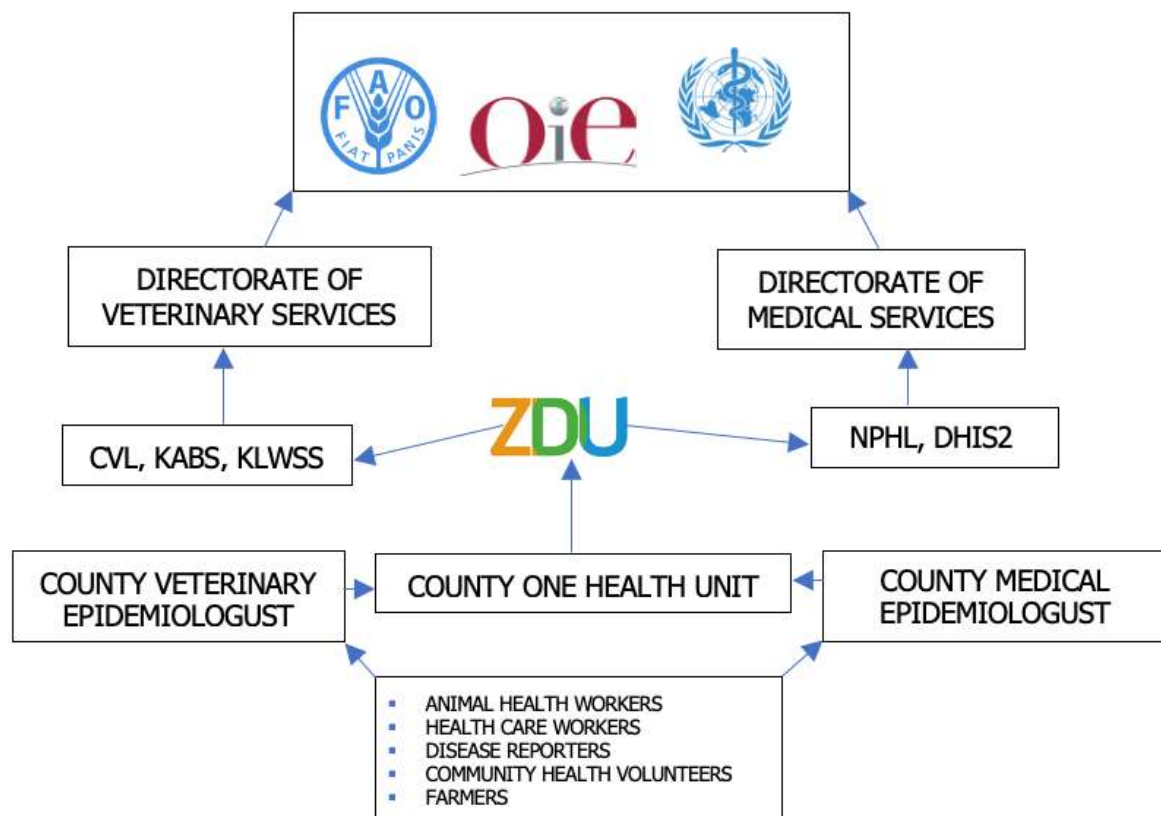 F A O
FIAT PANIS
OiE
DIRECTORATE OF
VETERINARY SERVICES
DIRECTORATE OF
MEDICAL SERVICES
ZDU
CVL, KABS, KLWSS
NPHL, DHIS2
COUNTY VETERINARY
EPIDEMIOLOGUST
COUNTY ONE HEALTH UNIT
COUNTY MEDICAL
EPIDEMIOLOGUST
▪ ANIMAL HEALTH WORKERS
▪ HEALTH CARE WORKERS
▪ DISEASE REPORTERS
▪ COMMUNITY HEALTH VOLUNTEERS
▪ FARMERS